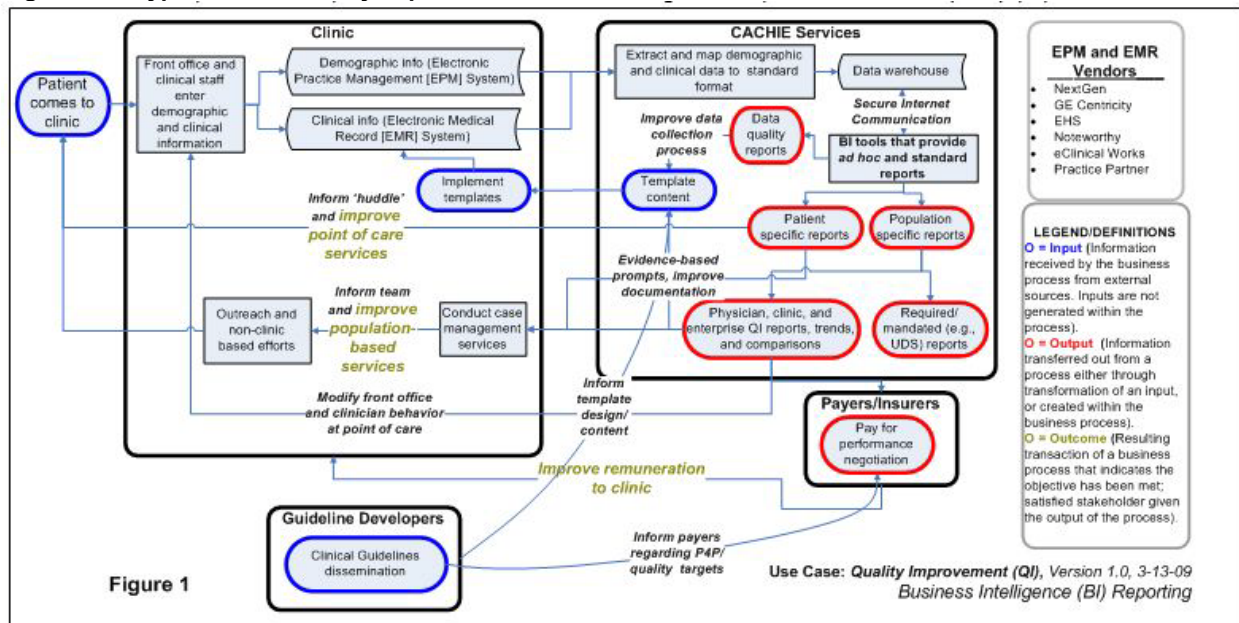 Clinic
CACHIE Services
Patient
comes to
clinic
Front office and
clinical staff
enter
demographic
and clinical
information
Demographic info (Electronic
Practice Management [EPM] System)
Clinical info (Electronic Medical
Record [EMR] System)
Implement
templates
Inform 'huddle'
and improve
point of care
services
Outreach and
non-clinic
based efforts
Inform team
and improve
population-
based
services
Conduct case
management
services
Modify front office
and clinician behavior
at point of care
Extract and map demographic
and clinical data to standard
format
Data warehouse
Secure Internet
Communication
Improve data
collection
process
Data
quality
reports
BI tools that provide
ad hoc and standard
reports
Template
content
Patient
specific reports
Population
specific reports
Evidence-based
prompts, improve
documentation
Physician, clinic, and
enterprise QI reports, trends,
and comparisons
Required/
mandated (e.g.,
UDS) reports
Inform
template
design/
content
Payers/Insurers
Pay for
performance
negotiation
Improve remuneration
to clinic
Guideline Developers
Clinical Guidelines
dissemination
Inform payers
regarding P4P/
quality targets
Figure 1
EPM and EMR
Vendors
• NextGen
• GE Centricity
• EHS
• Noteworthy
• eClinical Works
• Practice Partner
LEGEND/DEFINITIONS
O = Input (Information
received by the business
process from external
sources. Inputs are not
generated within the
process).
O = Output (Information
transferred out from a
process either through
transformation of an input,
or created within the
business process).
O = Outcome (Resulting
transaction of a business
process that indicates the
objective has been met;
satisfied stakeholder given
the output of the process).
Use Case: Quality Improvement (QI), Version 1.0, 3-13-09
Business Intelligence (BI) Reporting